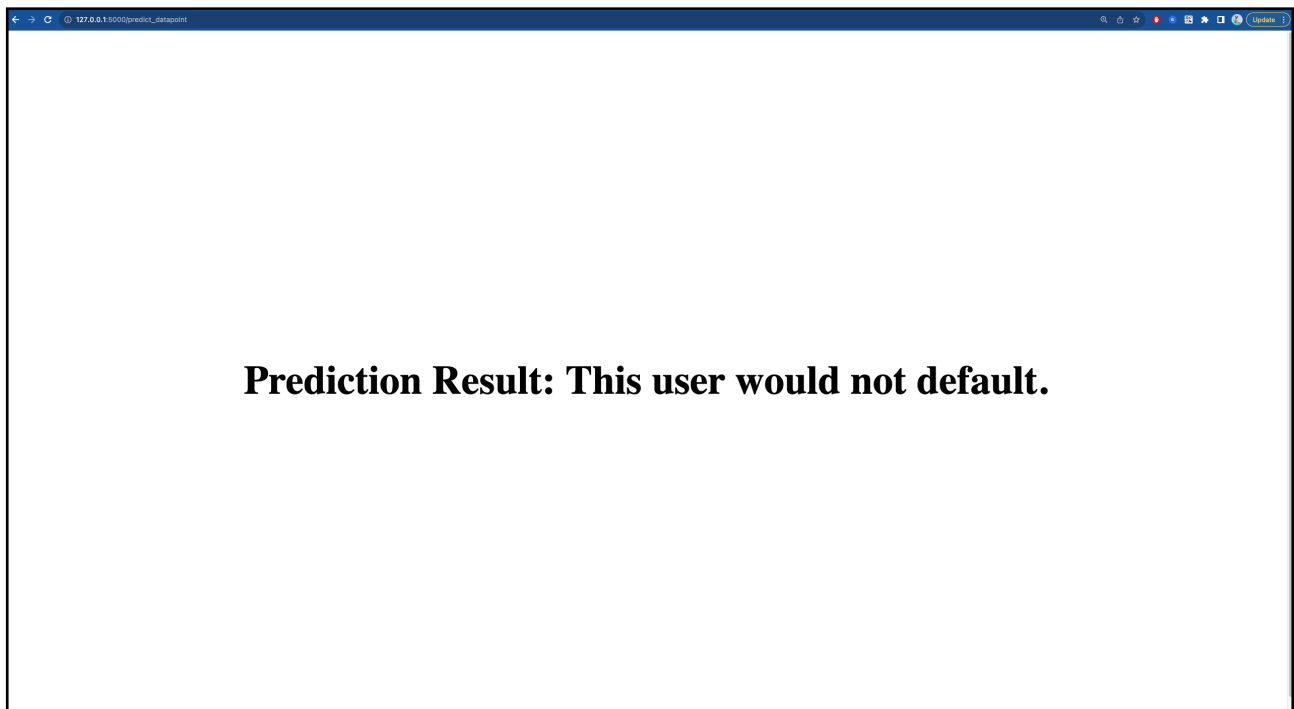 127.0.0.1:5000/predict_datapoint
Update
Prediction Result: This user would not default.